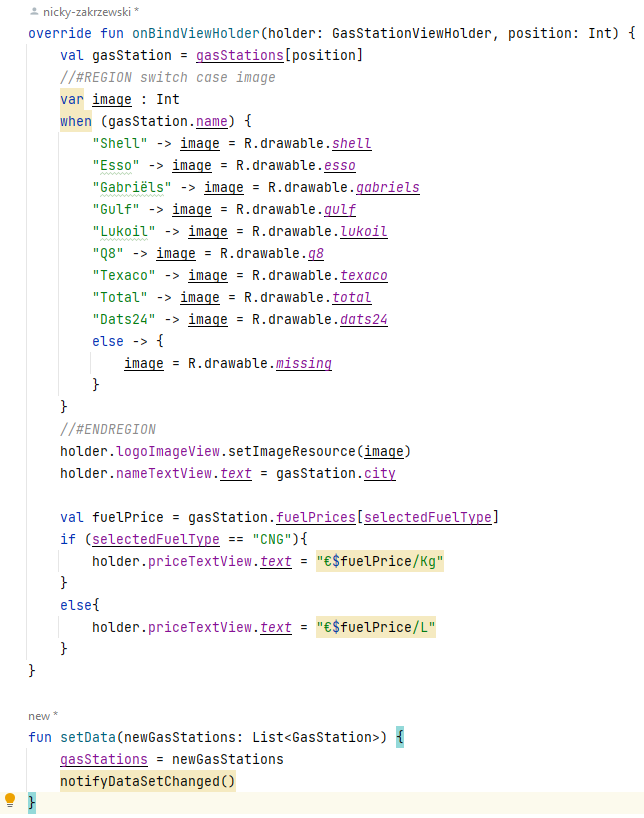 nicky-zakrzewski *
override fun onBindViewHolder(holder: GasStationViewHolder, position: Int) {
    val gasStation = gasStations[position]
    //#REGION switch case image
    var image : Int
    when (gasStation.name) {
        "Shell" -> image = R.drawable.shell
        "Esso" -> image = R.drawable.esso
        "Gabriëls" -> image = R.drawable.gabriels
        "Gulf" -> image = R.drawable.gulf
        "Lukoil" -> image = R.drawable.lukoil
        "Q8" -> image = R.drawable.q8
        "Texaco" -> image = R.drawable.texaco
        "Total" -> image = R.drawable.total
        "Dats24" -> image = R.drawable.dats24
        else -> {
            image = R.drawable.missing
        }
    }
    //#ENDREGION
    holder.logoImageView.setImageResource(image)
    holder.nameTextView.text = gasStation.city
    val fuelPrice = gasStation.fuelPrices[selectedFuelType]
    if (selectedFuelType == "CNG"){
        holder.priceTextView.text = "€$fuelPrice/Kg"
    }
    else{
        holder.priceTextView.text = "€$fuelPrice/L"
    }
}
new *
fun setData(newGasStations: List<GasStation>) {
    gasStations = newGasStations
    notifyDataSetChanged()
}